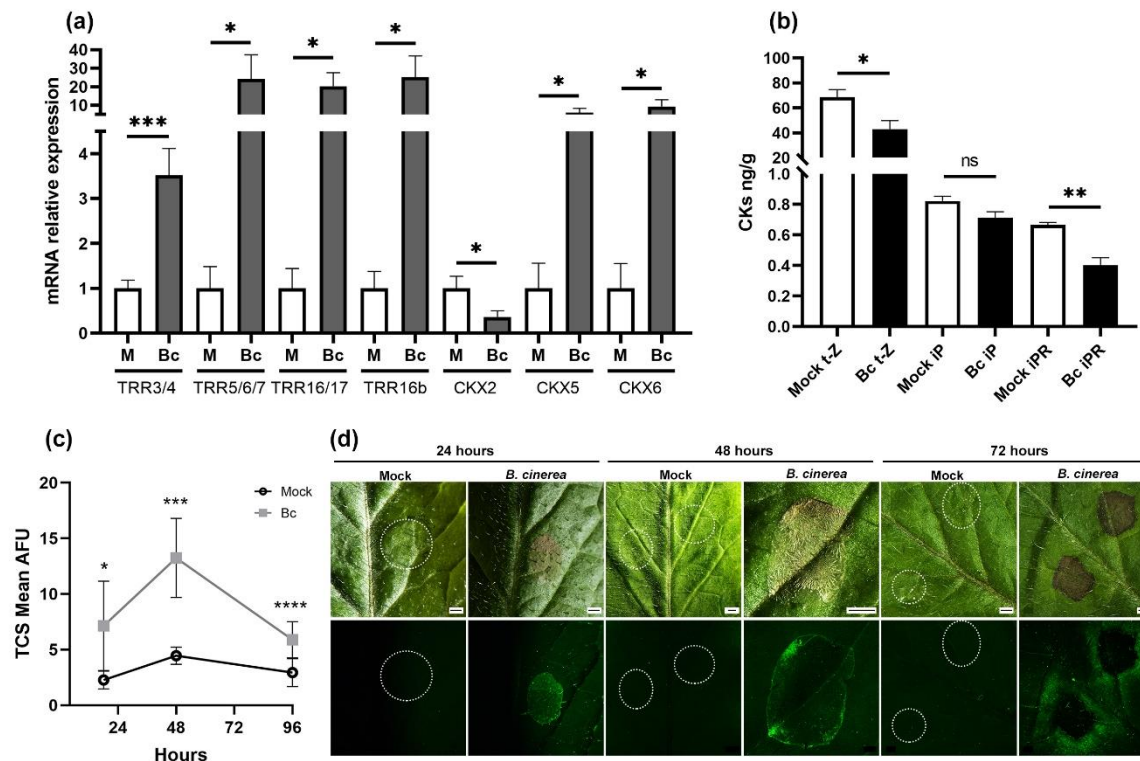 (a)
mRNA relative expression
40
30
20
10
4
3
2
1
0
***
*
*
*
*
*
*
M Bc M Bc M Bc M Bc M Bc M Bc M Bc
TRR3/4 TRR5/6/7 TRR16/17 TRR16b CKX2 CKX5 CKX6
(b)
CKs ng/g
100
80
60
40
20
0.8
0.6
0.4
0.2
0.0
*
ns
**
Mock t-Z
Bc t-Z
Mock iP
Bc iP
Mock iPR
Bc iPR
(c)
TCS Mean AFU
20
15
10
5
0
*
***
****
Mock
Bc
24 48 72 96
Hours
(d)
24 hours 48 hours 72 hours
Mock B. cinerea Mock B. cinerea Mock B. cinerea